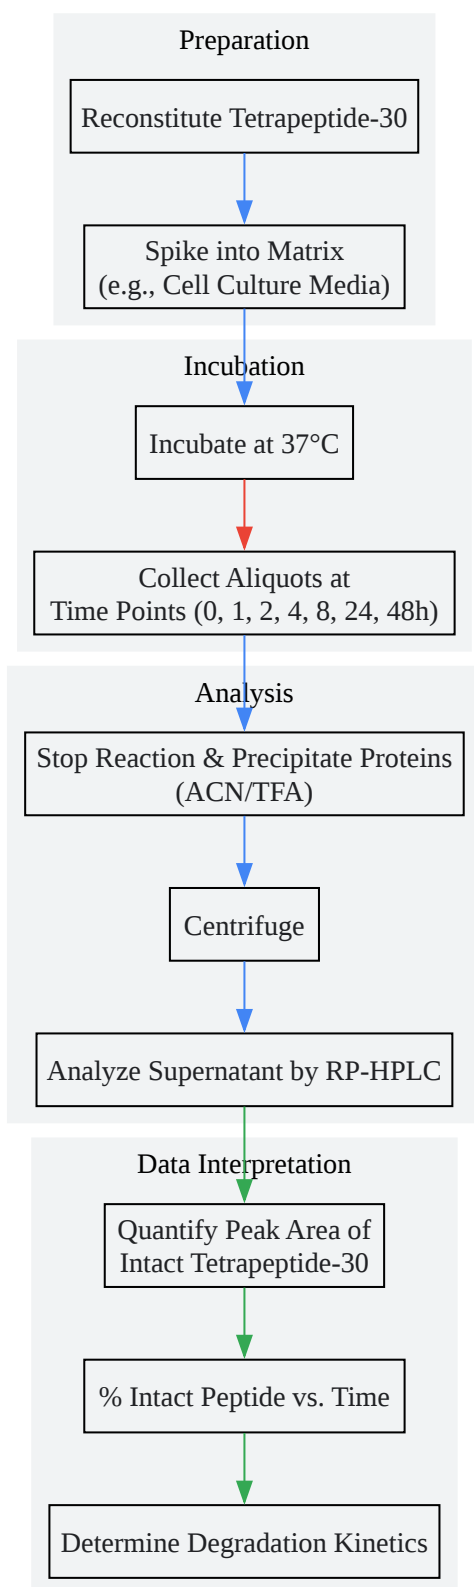 Preparation
Reconstitute Tetrapeptide-30
Spike into Matrix
(e.g., Cell Culture Media)
Incubation
Incubate at 37°C
Collect Aliquots at
Time Points (0, 1, 2, 4, 8, 24, 48h)
Analysis
Stop Reaction & Precipitate Proteins
(ACN/TFA)
Centrifuge
Analyze Supernatant by RP-HPLC
Data Interpretation
Quantify Peak Area of
Intact Tetrapeptide-30
% Intact Peptide vs. Time
Determine Degradation Kinetics